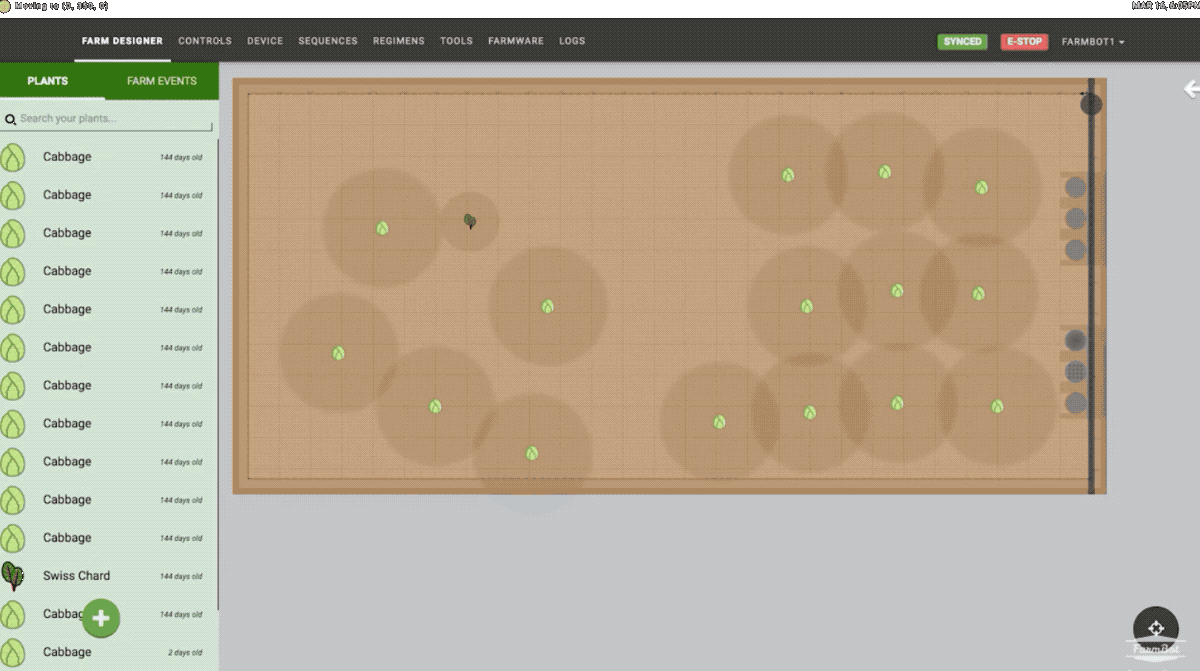 Moving to (0, 300, 0)
MAR 16, 6:05PM
FARM DESIGNER CONTROLS DEVICE SEQUENCES REGIMENS TOOLS FARMWARE LOGS SYNCED E-STOP FARMBOT1
PLANTS FARM EVENTS
Search your plants...
Cabbage 144 days old
Cabbage 144 days old
Cabbage 144 days old
Cabbage 144 days old
Cabbage 144 days old
Cabbage 144 days old
Cabbage 144 days old
Cabbage 144 days old
Cabbage 144 days old
Cabbage 144 days old
Cabbage 144 days old
Swiss Chard 144 days old
Cabbag 144 days old
Cabbage 2 days old
FarmBot